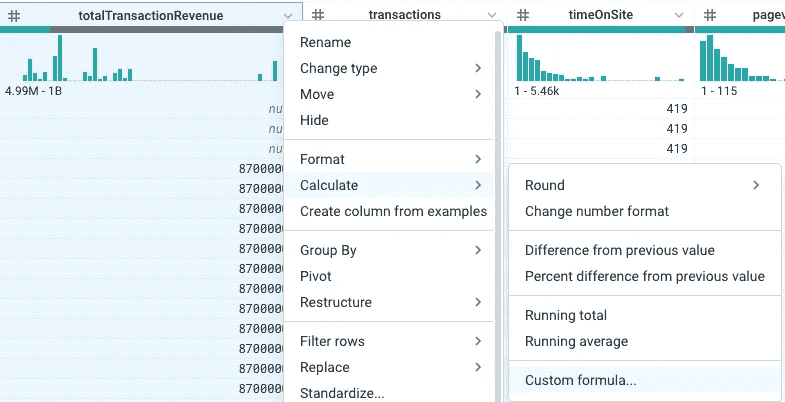 # totalTransactionRevenue # transactions # timeOnSite # pagev
4.99M - 1B 1 - 5.46k 1 - 115
nu
nu
nu
8700000
8700000
8700000
8700000
8700000
8700000
8700000
8700000
8700000
8700000
8700000
8700000
419
419
419
Rename
Change type
Move
Hide
Format
Calculate
Create column from examples
Group By
Pivot
Restructure
Filter rows
Replace
Standardize...
Round
Change number format
Difference from previous value
Percent difference from previous value
Running total
Running average
Custom formula...